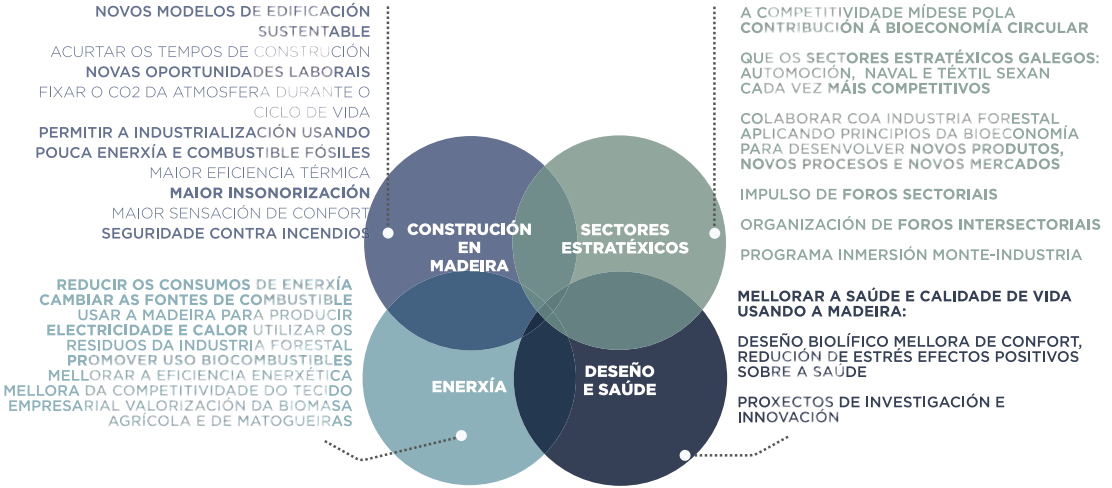 NOVOS MODELOS DE EDIFICACIÓN
SUSTENTABLE
ACURTAR OS TEMPOS DE CONSTRUCIÓN
NOVAS OPORTUNIDADES LABORAIS
FIXAR O CO2 DA ATMOSFERA DURANTE O
CICLO DE VIDA
PERMITIR A INDUSTRIALIZACIÓN USANDO
POUCA ENERXÍA E COMBUSTIBLE FÓSILES
MAIOR EFICIENCIA TÉRMICA
MAIOR INSONORIZACIÓN
MAIOR SENSACIÓN DE CONFORT
SEGURIDADE CONTRA INCENDIOS
A COMPETITIVIDADE MÍDESE POLA
CONTRIBUCIÓN Á BIOECONOMÍA CIRCULAR
QUE OS SECTORES ESTRATÉXICOS GALEGOS:
AUTOMOCIÓN, NAVAL E TÉXTIL SEXAN
CADA VEZ MÁIS COMPETITIVOS
COLABORAR COA INDUSTRIA FORESTAL
APLICANDO PRINCIPIOS DA BIOECONOMÍA
PARA DESENVOLVER NOVOS PRODUTOS,
NOVOS PROCESOS E NOVOS MERCADOS
IMPULSO DE FOROS SECTORIAIS
ORGANIZACIÓN DE FOROS INTERSECTORIAIS
PROGRAMA INMERSIÓN MONTE-INDUSTRIA
CONSTRUCIÓN
EN
MADEIRA
SECTORES
ESTRATÉXICOS
REDUCIR OS CONSUMOS DE ENERXÍA
CAMBIAR AS FONTES DE COMBUSTIBLE
USAR A MADEIRA PARA PRODUCIR
ELECTRICIDADE E CALOR UTILIZAR OS
RESIDUOS DA INDUSTRIA FORESTAL
PROMOVER USO BIOCOMBUSTIBLES
MELLORAR A EFICIENCIA ENERXÉTICA
MELLORA DA COMPETITIVIDADE DO TECIDO
EMPRESARIAL VALORIZACIÓN DA BIOMASA
AGRÍCOLA E DE MATOGUEIRAS
ENERXÍA
DESEÑO
E SAÚDE
MELLORAR A SAÚDE E CALIDADE DE VIDA
USANDO A MADEIRA:
DESEÑO BIOLÍFICO MELLORA DE CONFORT,
REDUCIÓN DE ESTRÉS EFECTOS POSITIVOS
SOBRE A SAÚDE
PROXECTOS DE INVESTIGACIÓN E
INNOVACIÓN